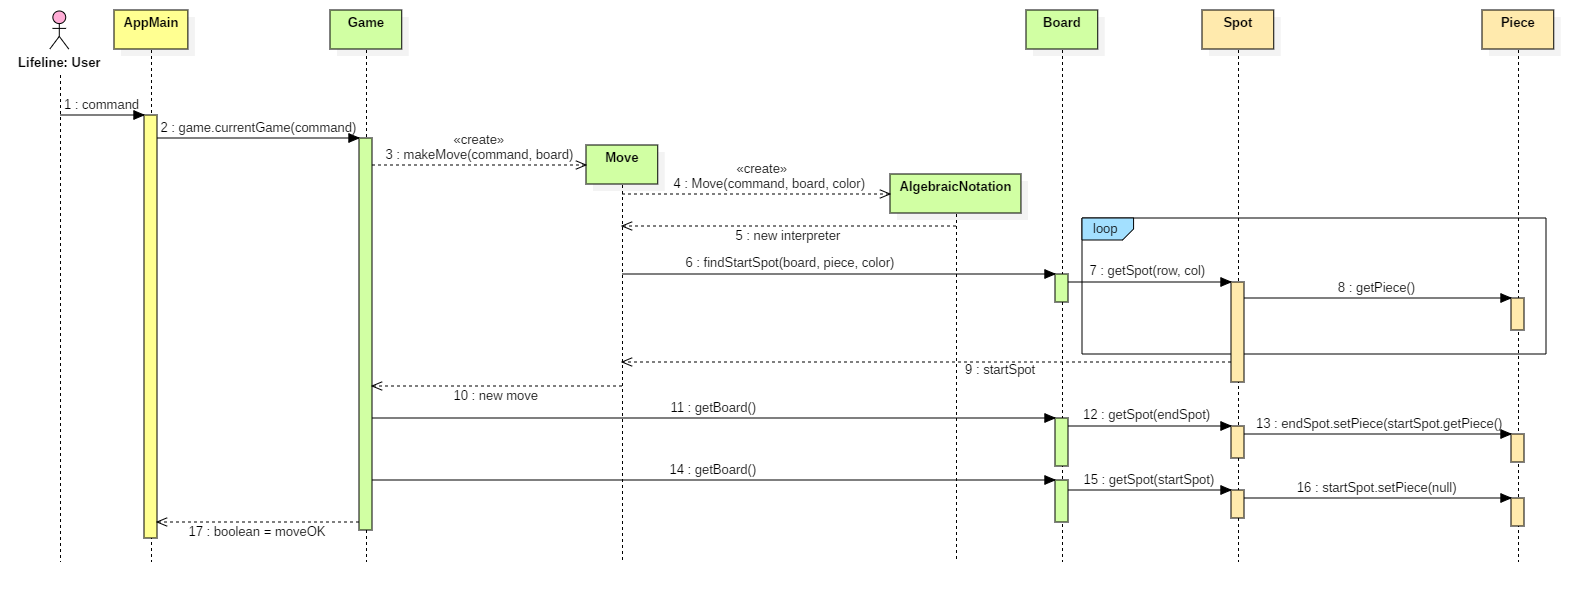 AppMain
Game
Board
Spot
Piece
Lifeline: User
1 : command
2 : game.currentGame(command)
«create»
3 : makeMove(command, board)
Move
«create»
4 : Move(command, board, color)
AlgebraicNotation
loop
5 : new interpreter
6 : findStartSpot(board, piece, color)
7 : getSpot(row, col)
8 : getPiece()
9 : startSpot
10 : new move
11 : getBoard()
12 : getSpot(endSpot)
13 : endSpot.setPiece(startSpot.getPiece()
14 : getBoard()
15 : getSpot(startSpot)
16 : startSpot.setPiece(null)
17 : boolean = moveOK